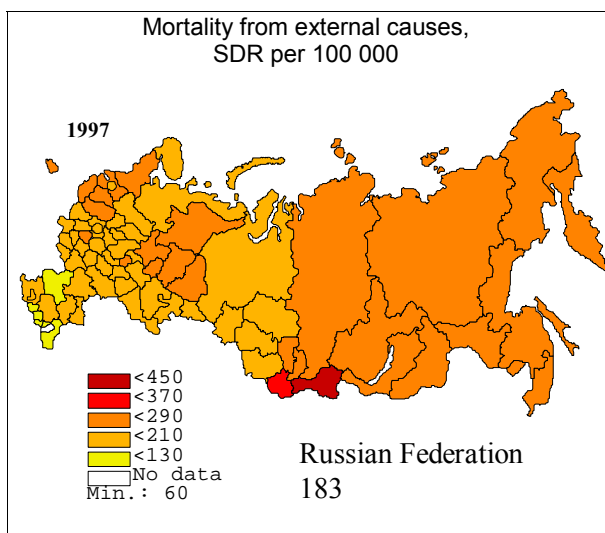 Mortality from external causes,
SDR per 100 000
1997
<450
<370
<290
<210
<130
No data
Min.: 60
Russian Federation
183